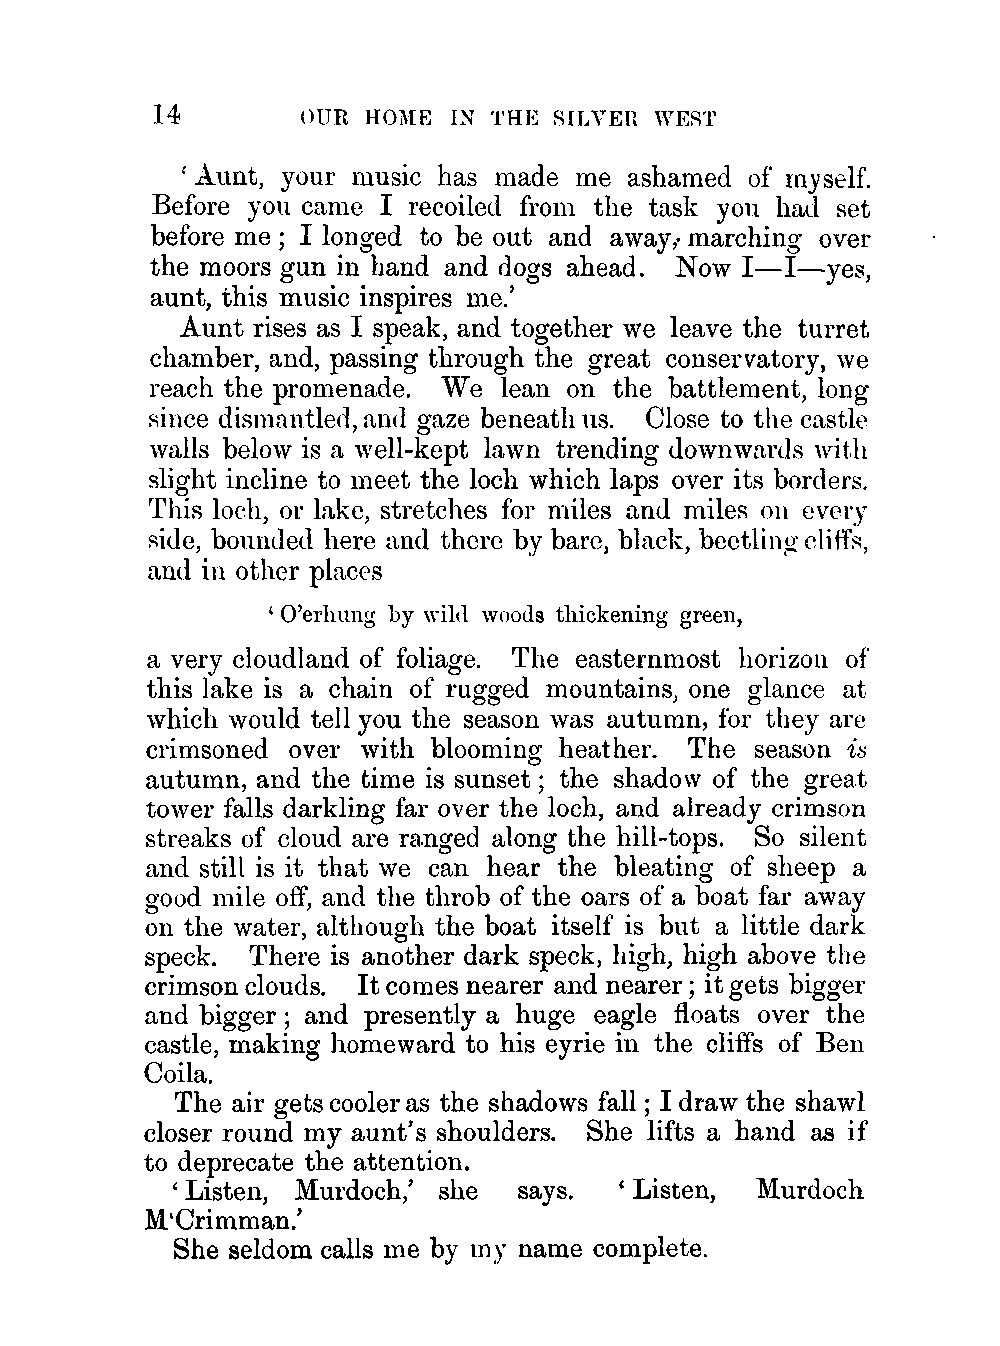 14 OUR HOME IN THE SILVER WEST
‘Aunt, your music has made me ashamed of myself.
Before you came I recoiled from the task you had set
before me; I longed to be out and away, marching over
the moors gun in hand and dogs ahead. Now I—I—yes,
aunt, this music inspires me.’
Aunt rises as I speak, and together we leave the turret
chamber, and, passing through the great conservatory, we
reach the promenade. We lean on the battlement, long
since dismantled, and gaze beneath us. Close to the castle
walls below is a well-kept lawn trending downwards with
slight incline to meet the loch which laps over its borders.
This loch, or lake, stretches for miles and miles on every
side, bounded here and there by bare, black, beetling cliffs,
and in other places
‘O’erhung by wild woods thickening green,
a very cloudland of foliage. The easternmost horizon of
this lake is a chain of rugged mountains, one glance at
which would tell you the season was autumn, for they are
crimsoned over with blooming heather. The season is
autumn, and the time is sunset; the shadow of the great
tower falls darkling far over the loch, and already crimson
streaks of cloud are ranged along the hill-tops. So silent
and still is it that we can hear the bleating of sheep a
good mile off, and the throb of the oars of a boat far away
on the water, although the boat itself is but a little dark
speck. There is another dark speck, high, high above the
crimson clouds. It comes nearer and nearer; it gets bigger
and bigger; and presently a huge eagle floats over the
castle, making homeward to his eyrie in the cliffs of Ben
Coila.
The air gets cooler as the shadows fall; I draw the shawl
closer round my aunt’s shoulders. She lifts a hand as if
to deprecate the attention.
‘Listen, Murdoch,’ she says. ‘Listen, Murdoch
M‘Crimman.’
She seldom calls me by my name complete.